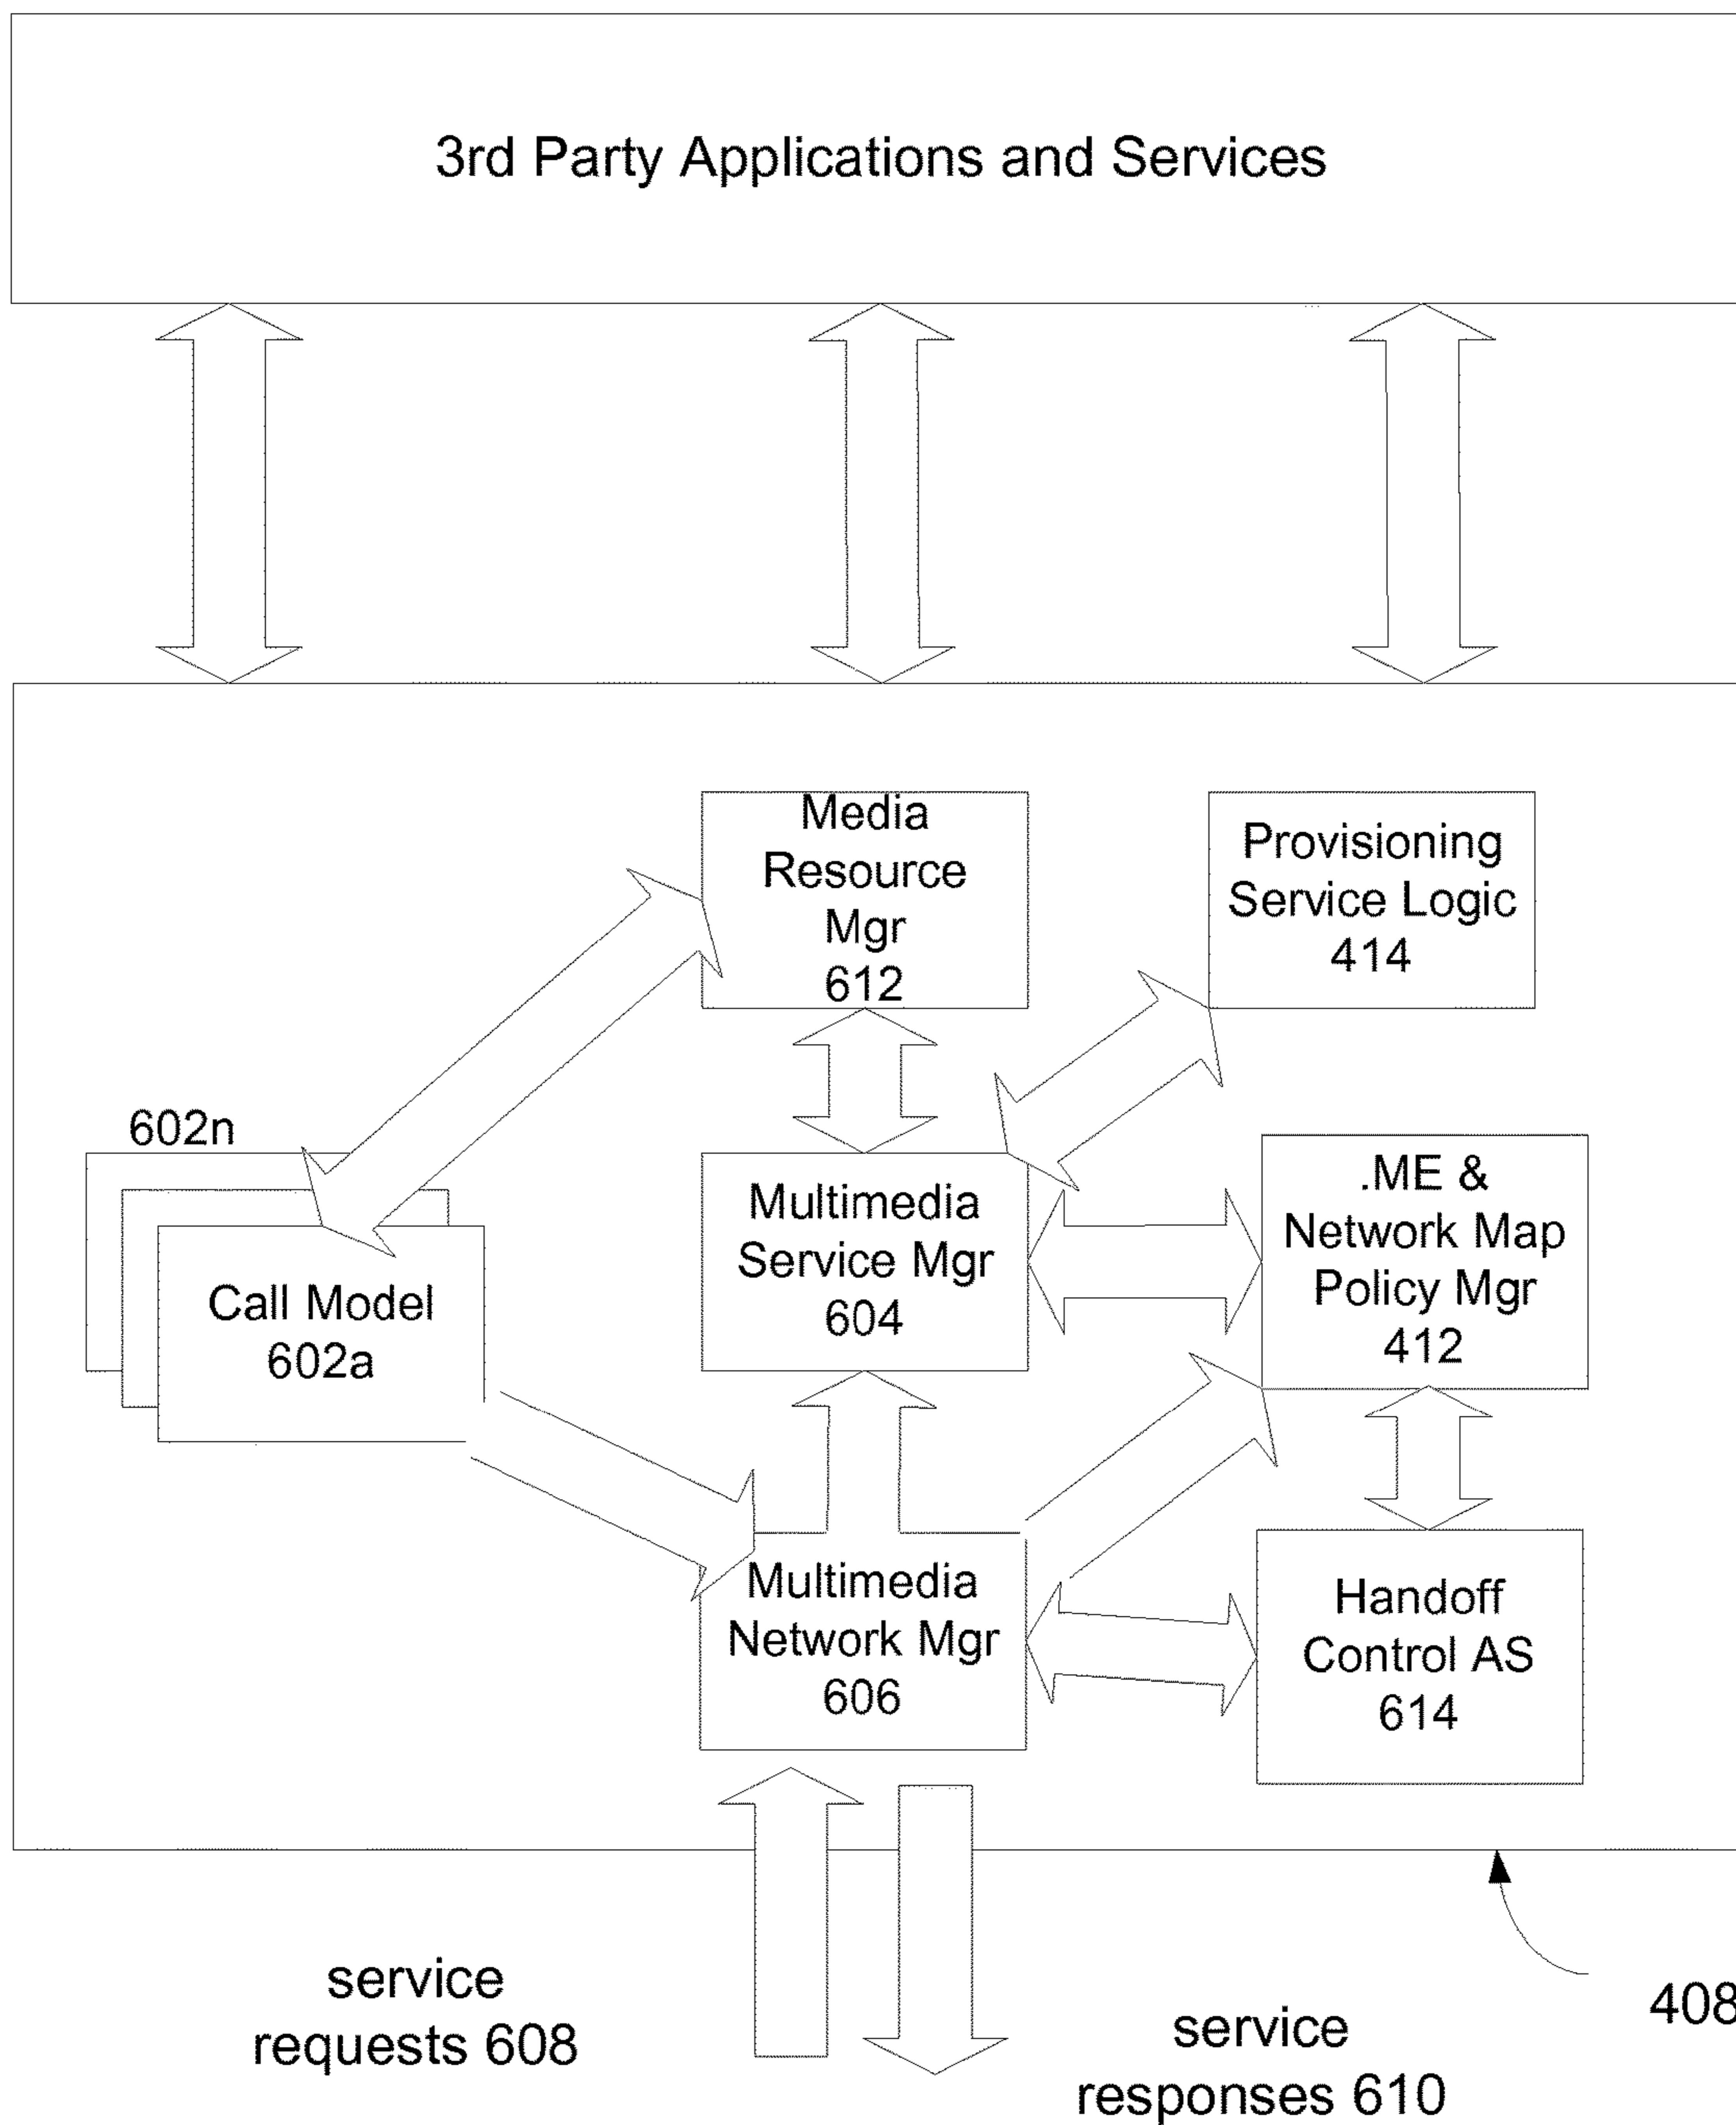 3rd Party Applications and Services
Media
Resource
Mgr
612
Provisioning
Service Logic
414
602n
Call Model
602a
Multimedia
Service Mgr
604
.ME &
Network Map
Policy Mgr
412
Multimedia
Network Mgr
606
Handoff
Control AS
614
service
requests 608
service
responses 610
408